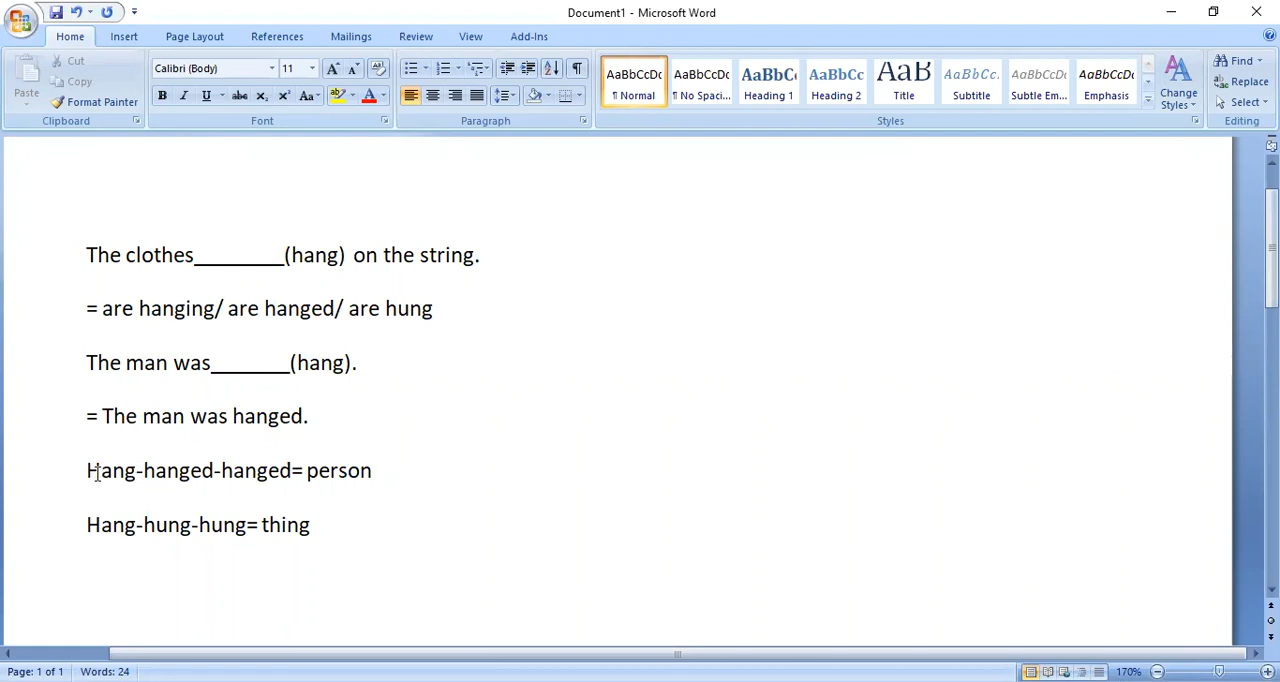 Document1 - Microsoft Word
Home Insert Page Layout References Mailings Review View Add-Ins
Paste
Cut
Copy
Format Painter
Clipboard
Calibri (Body) 11
Font
Paragraph
AaBbCcDc AaBbCcDc AaBbC AaBbCc AaB AaBbCc. AaBbCcDc AaBbCcDc
¶ Normal ¶ No Spaci... Heading 1 Heading 2 Title Subtitle Subtle Em... Emphasis
Change Styles
Styles
Find
Replace
Select
Editing
The clothes________(hang) on the string.
= are hanging/ are hanged/ are hung
The man was_______(hang).
= The man was hanged.
Hang-hanged-hanged= person
Hang-hung-hung= thing
Page: 1 of 1 Words: 24 170%